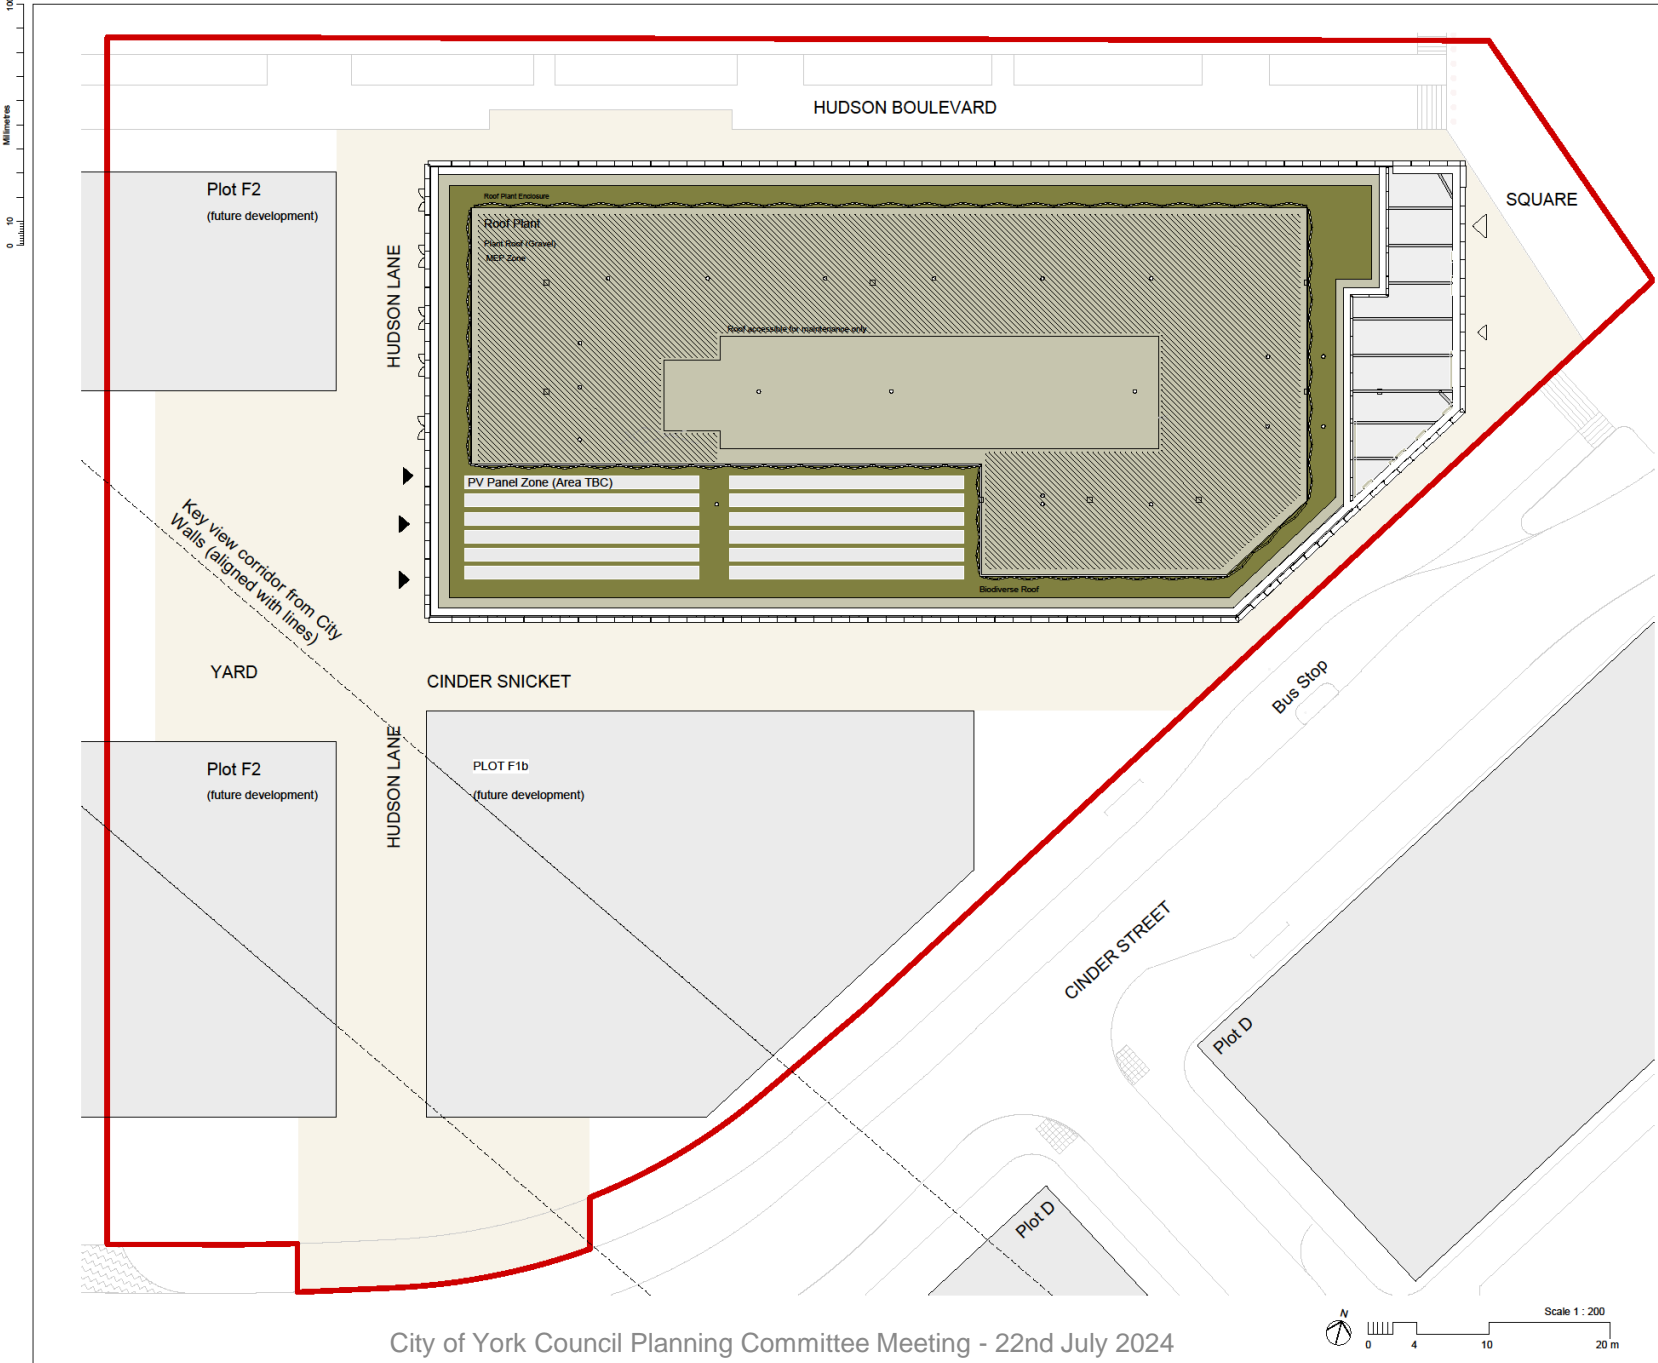 100
Millimetres
10
0
HUDSON BOULEVARD
Plot F2
(future development)
SQUARE
Roof Plant Enclosure
Roof Plant
Plant Roof (Gravel)
MEP Zone
HUDSON LANE
Roof accessible for maintenance only
PV Panel Zone (Area TBC)
Key view corridor from City
Walls (aligned with lines)
Biodiverse Roof
YARD
CINDER SNICKET
Bus Stop
HUDSON LANE
Plot F2
(future development)
PLOT F1b
(future development)
CINDER STREET
Plot D
Plot D
N
Scale 1 : 200
0 4 10 20 m
City of York Council Planning Committee Meeting - 22nd July 2024